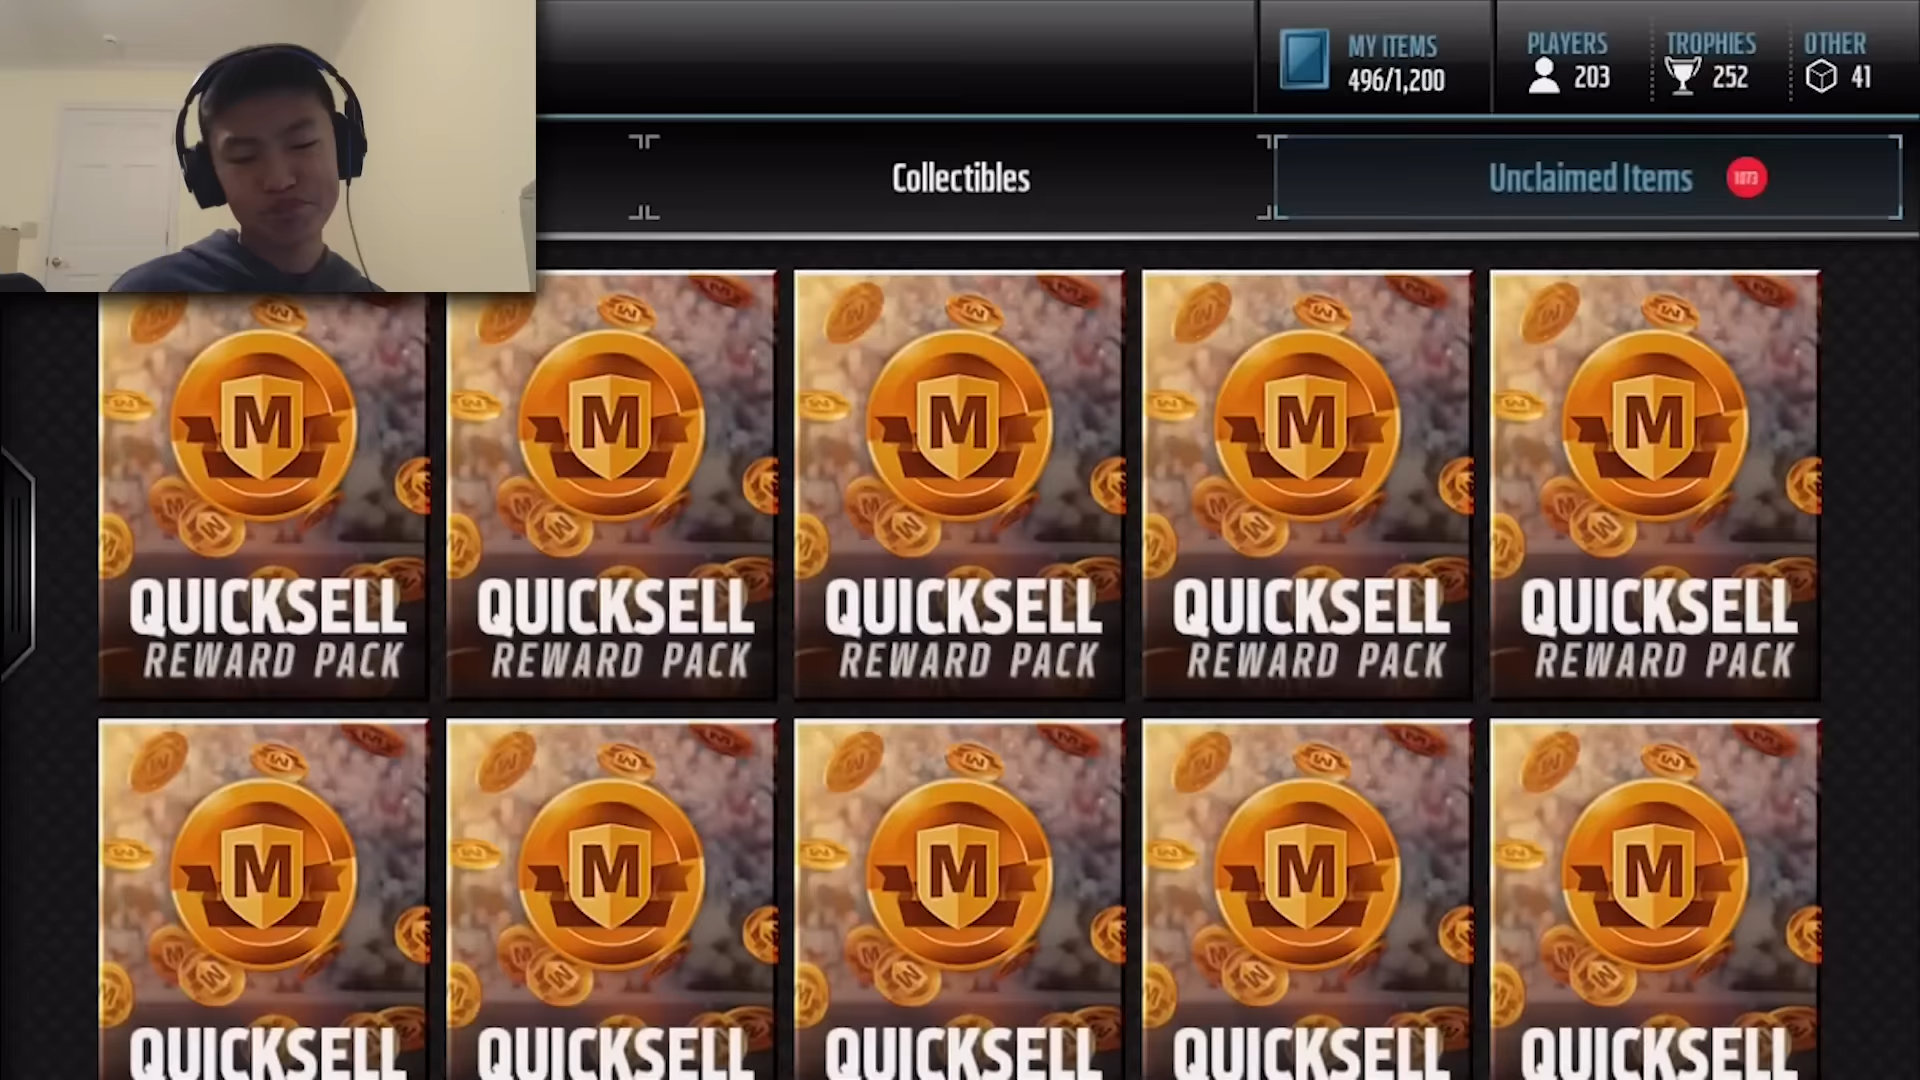 MY ITEMS
496/1,200
PLAYERS
203
TROPHIES
252
OTHER
41
Collectibles
Unclaimed Items 1073
M M M M M
QUICKSELL QUICKSELL QUICKSELL QUICKSELL QUICKSELL
REWARD PACK REWARD PACK REWARD PACK REWARD PACK REWARD PACK
M M M M M
QUICKSELL QUICKSELL QUICKSELL QUICKSELL QUICKSELL